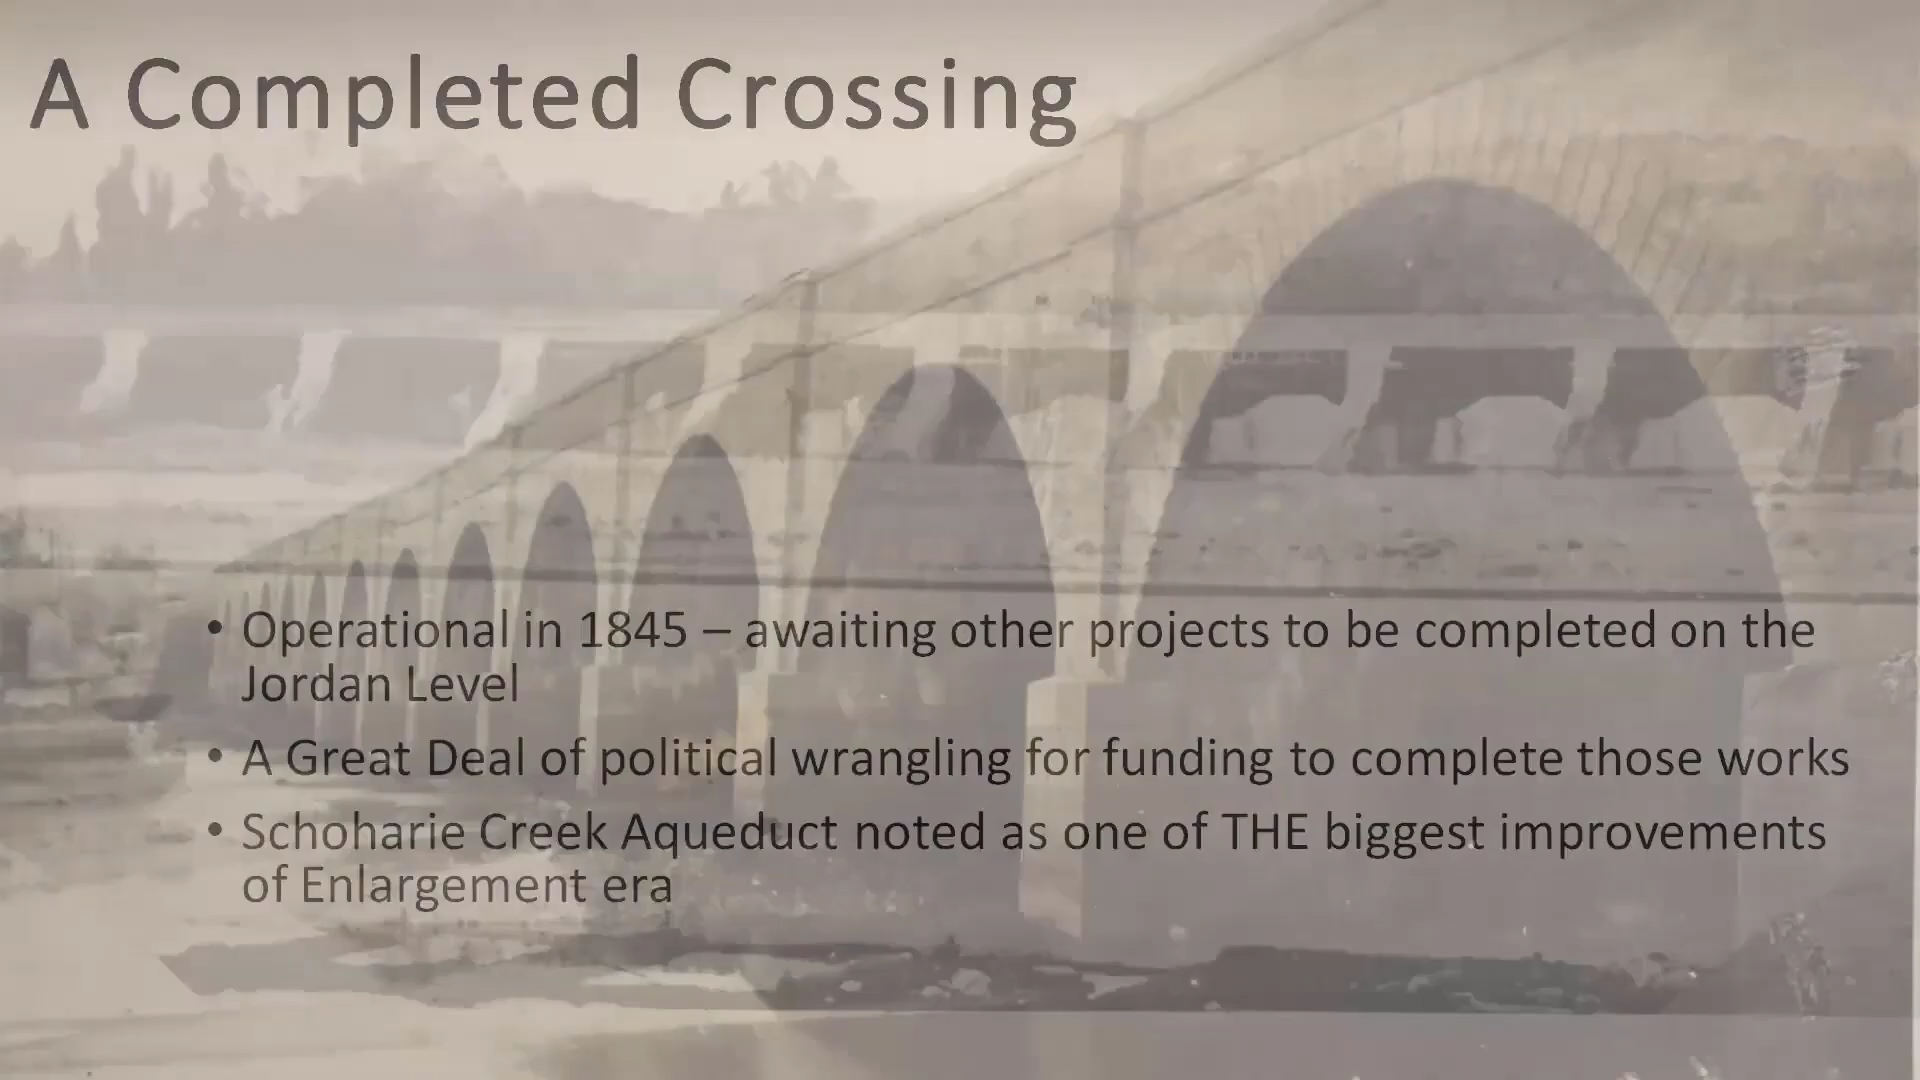 A Completed Crossing
• Operational in 1845 – awaiting other projects to be completed on the
Jordan Level
• A Great Deal of political wrangling for funding to complete those works
• Schoharie Creek Aqueduct noted as one of THE biggest improvements
of Enlargement era